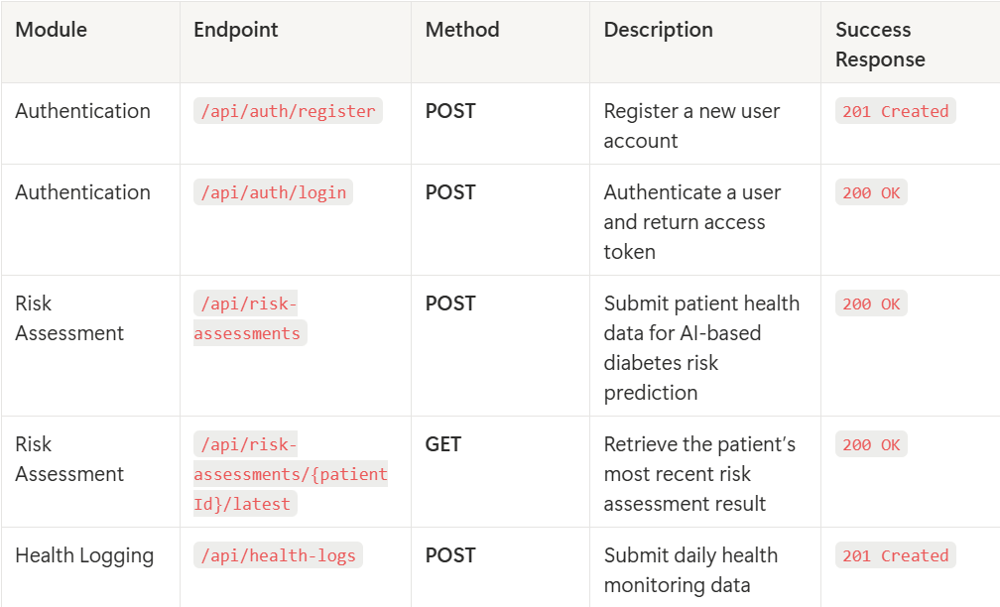 Module Endpoint Method Description Success Response
Authentication /api/auth/register POST Register a new user account 201 Created
Authentication /api/auth/login POST Authenticate a user and return access token 200 OK
Risk Assessment /api/risk-assessments POST Submit patient health data for AI-based diabetes risk prediction 200 OK
Risk Assessment /api/risk-assessments/{patientId}/latest GET Retrieve the patient's most recent risk assessment result 200 OK
Health Logging /api/health-logs POST Submit daily health monitoring data 201 Created